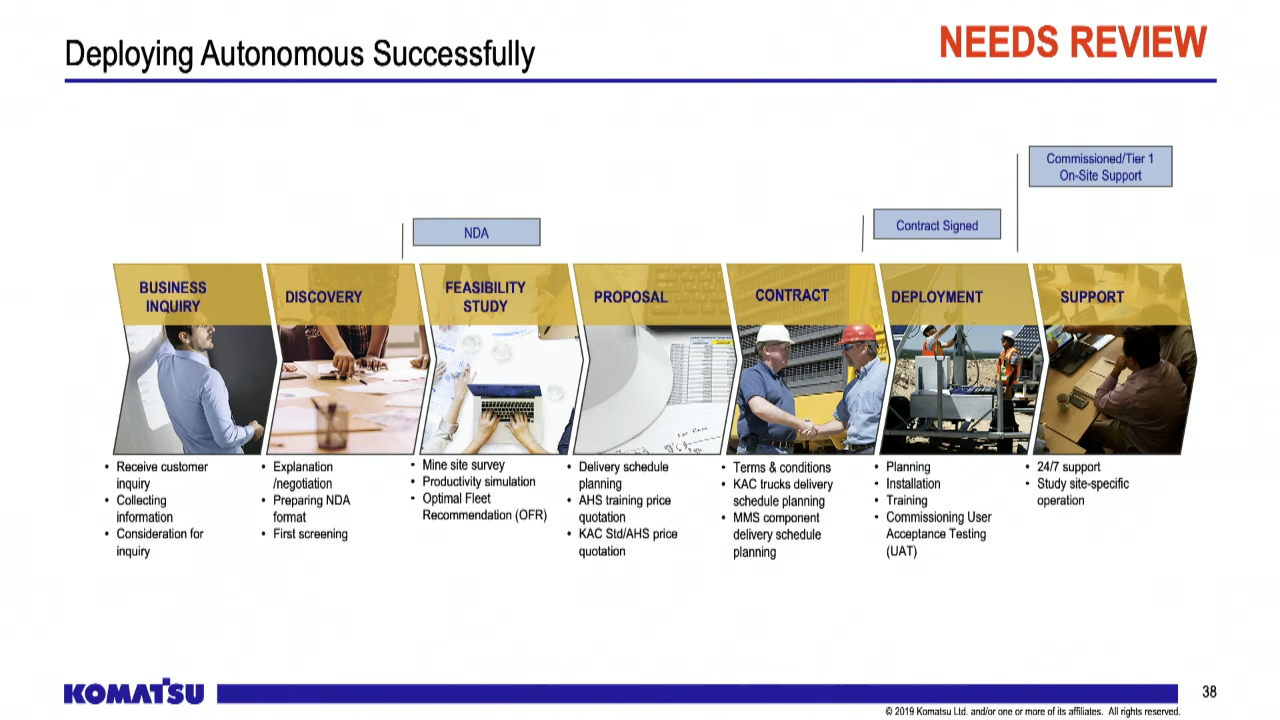 Deploying Autonomous Successfully
NEEDS REVIEW
Commissioned/Tier 1
On-Site Support
Contract Signed
NDA
BUSINESS
INQUIRY
DISCOVERY
FEASIBILITY
STUDY
PROPOSAL
CONTRACT
DEPLOYMENT
SUPPORT
• Receive customer
inquiry
• Collecting
information
• Consideration for
inquiry
• Explanation
/negotiation
• Preparing NDA
format
• First screening
• Mine site survey
• Productivity simulation
• Optimal Fleet
Recommendation (OFR)
• Delivery schedule
planning
• AHS training price
quotation
• KAC Std/AHS price
quotation
• Terms & conditions
• KAC trucks delivery
schedule planning
• MMS component
delivery schedule
planning
• Planning
• Installation
• Training
• Commissioning User
Acceptance Testing
(UAT)
• 24/7 support
• Study site-specific
operation
KOMATSU
38
© 2019 Komatsu Ltd. and/or one or more of its affiliates. All rights reserved.